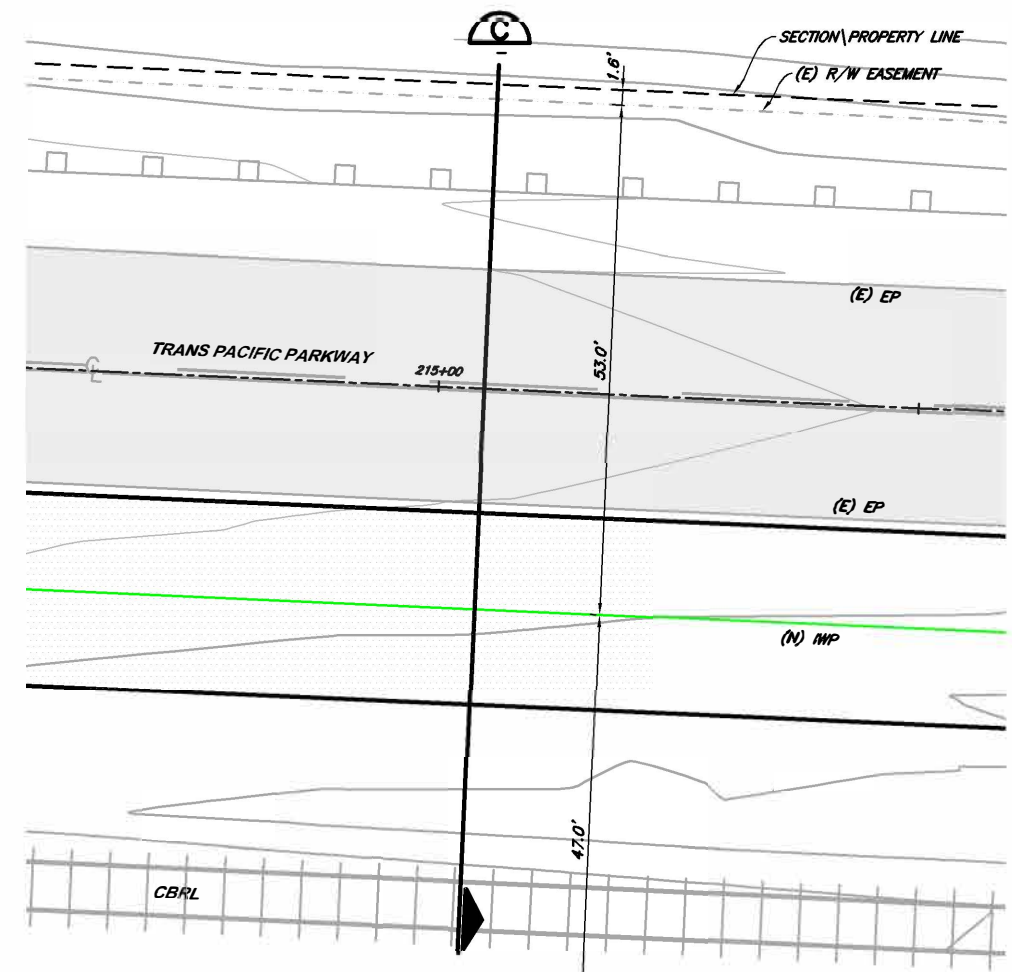 C
SECTION\PROPERTY LINE
1.6'
(E) R/W EASEMENT
(E) EP
TRANS PACIFIC PARKWAY
53.0'
215+00
(E) EP
(N) IWP
47.0'
CBRL